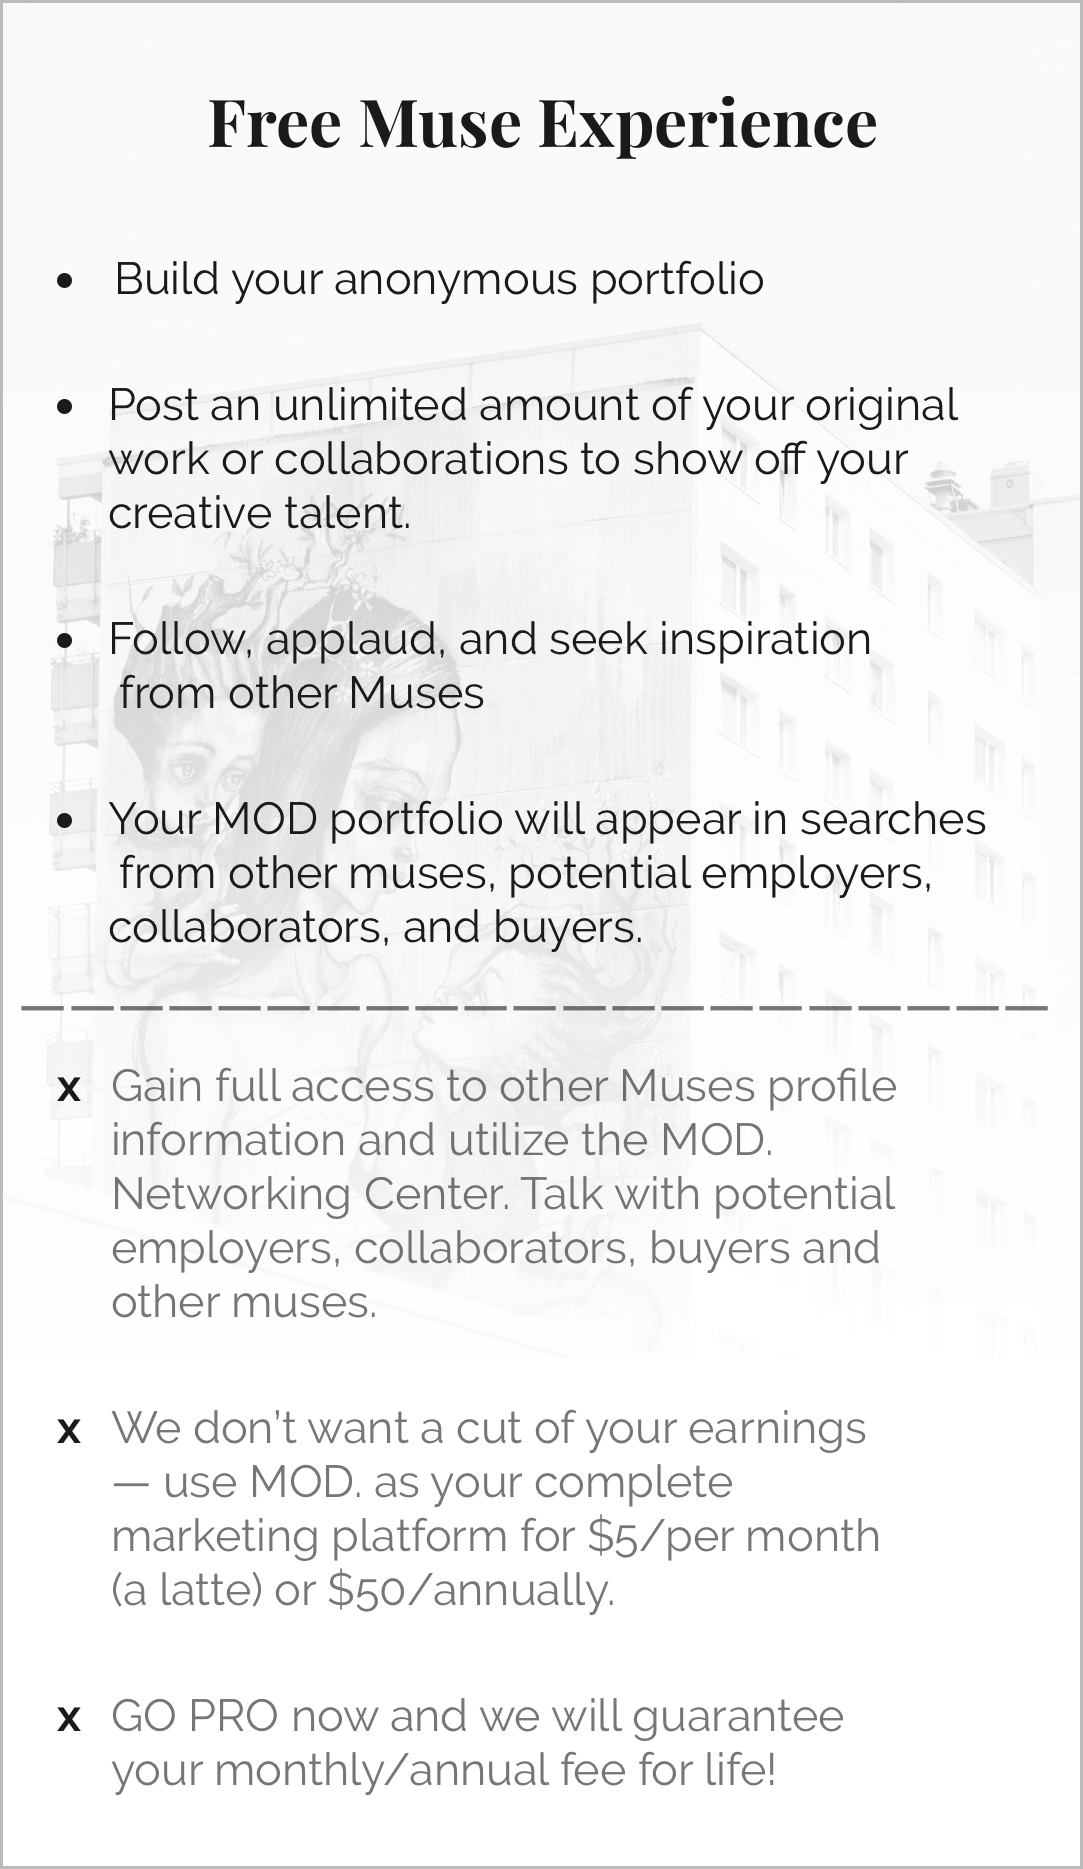 Free Muse Experience
• Build your anonymous portfolio
• Post an unlimited amount of your original
work or collaborations to show off your
creative talent.
• Follow, applaud, and seek inspiration
from other Muses
• Your MOD portfolio will appear in searches
from other muses, potential employers,
collaborators, and buyers.
x Gain full access to other Muses profile
information and utilize the MOD.
Networking Center. Talk with potential
employers, collaborators, buyers and
other muses.
x We don’t want a cut of your earnings
— use MOD. as your complete
marketing platform for $5/per month
(a latte) or $50/annually.
x GO PRO now and we will guarantee
your monthly/annual fee for life!